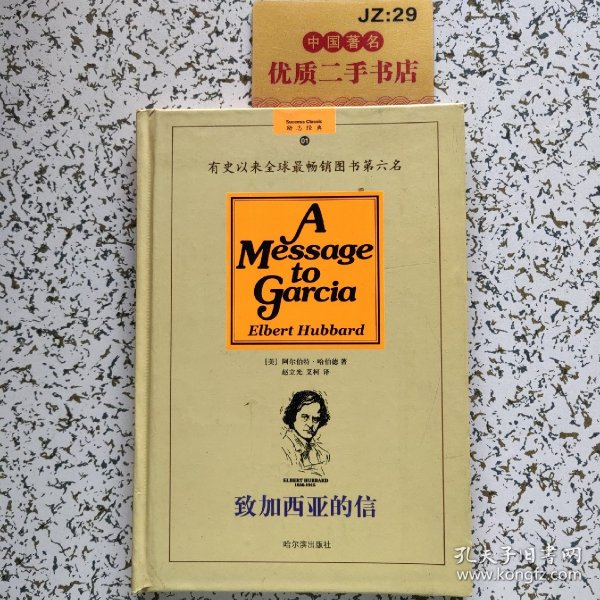 JZ:29
中国著名
优质二手书店
Success Classic
励志经典
01
有史以来全球最畅销图书第六名
A
Message
to
Garcia
Elbert Hubbard
[美] 阿尔伯特·哈伯德 著
赵立光 艾柯 译
ELBERT HUBBARD
1856-1915
致加西亚的信
哈尔滨出版社
孔夫子旧书网
www.kongfz.com